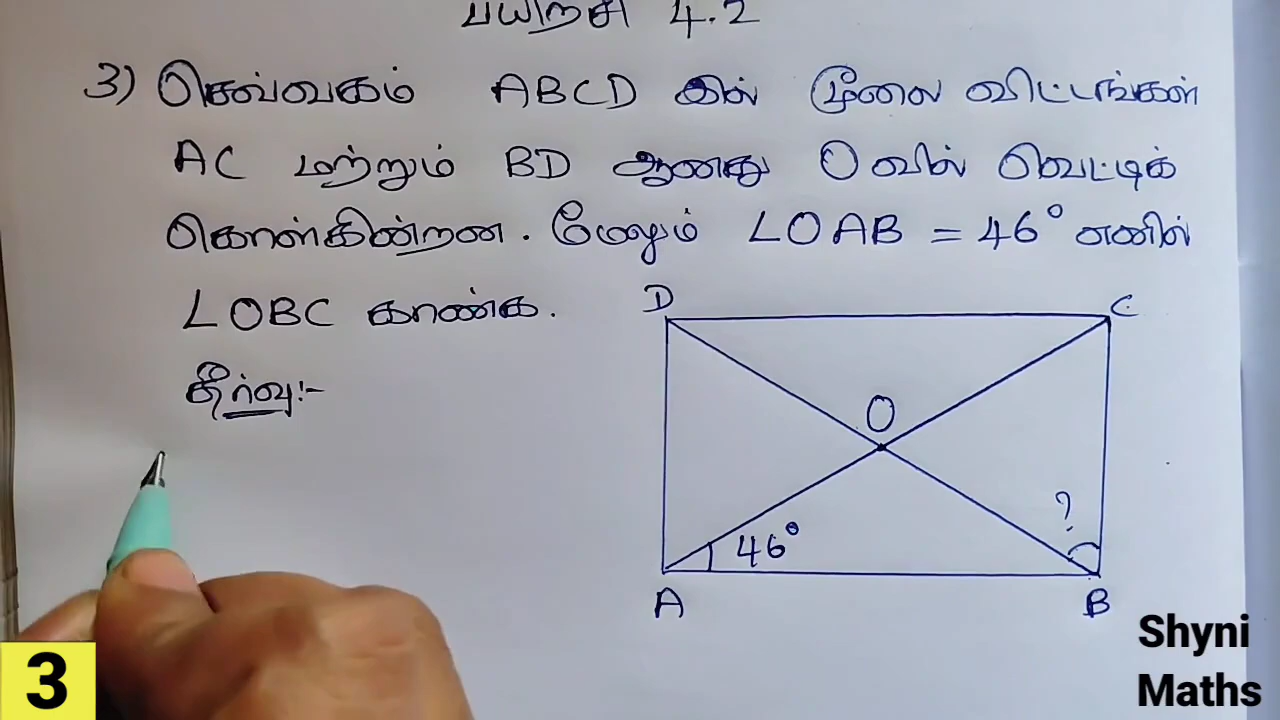 பயிற்சி 4.2
3) செவ்வகம் ABCD இல் மூலை விட்டங்கள்
AC மற்றும் BD ஆனது O வில் வெட்டிக்
கொள்கின்றன. மேலும் ∠OAB = 46° எனில்
∠OBC காண்க.
தீர்வு:-
D
C
O
?
46°
A
B
Shyni
Maths
3